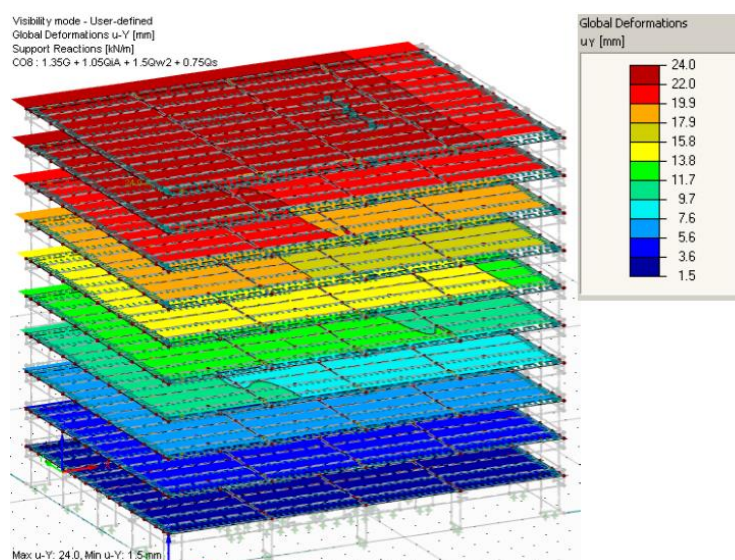 Visibility mode - User-defined
Global Deformations u-Y [mm]
Support Reactions [kN/m]
CO8 : 1.35G + 1.05QiA + 1.5Qw2 + 0.75Qs
Global Deformations
uY [mm]
24.0
22.0
19.9
17.9
15.8
13.8
11.7
9.7
7.6
5.6
3.6
1.5
Max u-Y: 24.0, Min u-Y: 1.5 mm